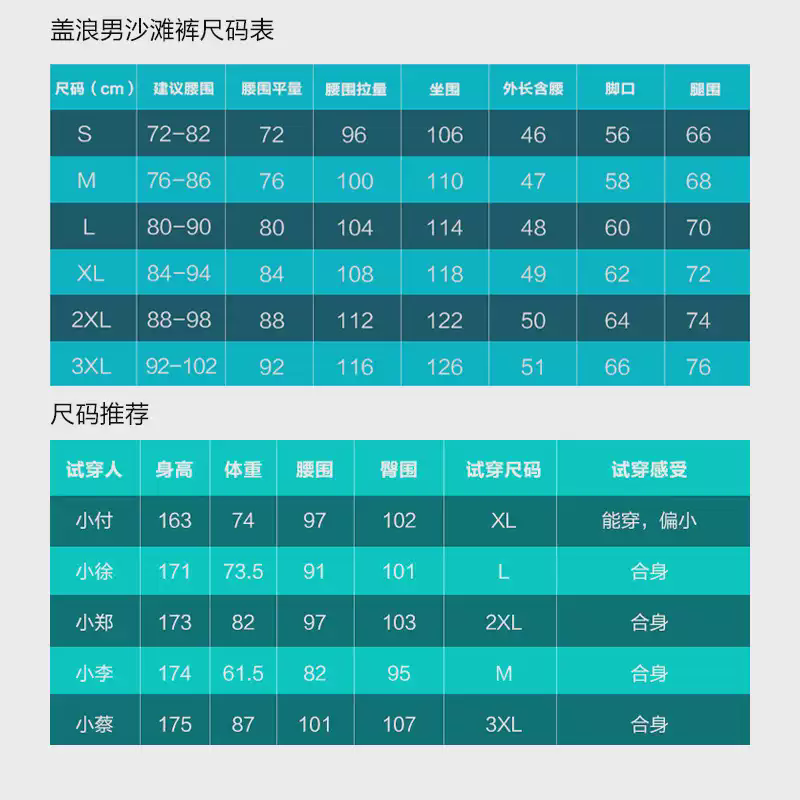 盖浪男沙滩裤尺码表
尺码（cm） 建议腰围 腰围平量 腰围拉量 坐围 外长含腰 脚口 腿围
S 72-82 72 96 106 46 56 66
M 76-86 76 100 110 47 58 68
L 80-90 80 104 114 48 60 70
XL 84-94 84 108 118 49 62 72
2XL 88-98 88 112 122 50 64 74
3XL 92-102 92 116 126 51 66 76
尺码推荐
试穿人 身高 体重 腰围 臀围 试穿尺码 试穿感受
小付 163 74 97 102 XL 能穿，偏小
小徐 171 73.5 91 101 L 合身
小郑 173 82 97 103 2XL 合身
小李 174 61.5 82 95 M 合身
小蔡 175 87 101 107 3XL 合身